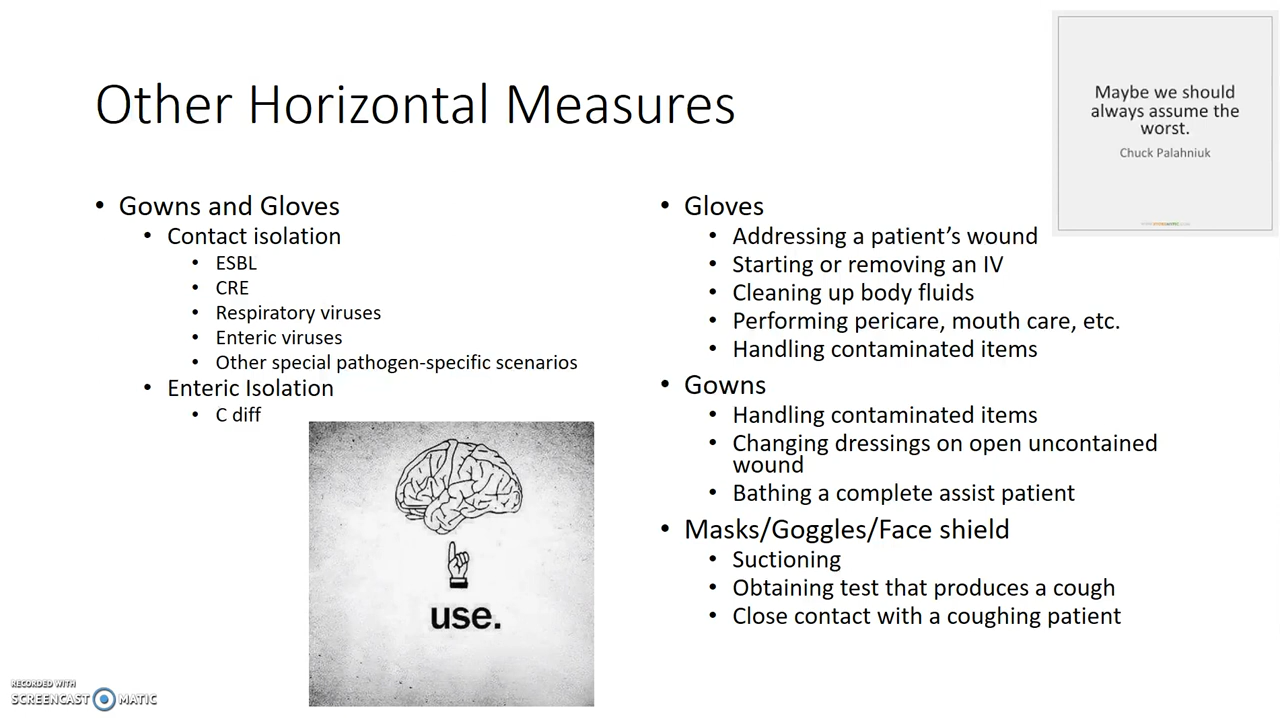 Other Horizontal Measures
Maybe we should
always assume the
worst.
Chuck Palahniuk
• Gowns and Gloves
• Contact isolation
• ESBL
• CRE
• Respiratory viruses
• Enteric viruses
• Other special pathogen-specific scenarios
• Enteric Isolation
• C diff
use.
• Gloves
• Addressing a patient’s wound
• Starting or removing an IV
• Cleaning up body fluids
• Performing pericare, mouth care, etc.
• Handling contaminated items
• Gowns
• Handling contaminated items
• Changing dressings on open uncontained
wound
• Bathing a complete assist patient
• Masks/Goggles/Face shield
• Suctioning
• Obtaining test that produces a cough
• Close contact with a coughing patient
RECORDED WITH
SCREENCAST MATIC